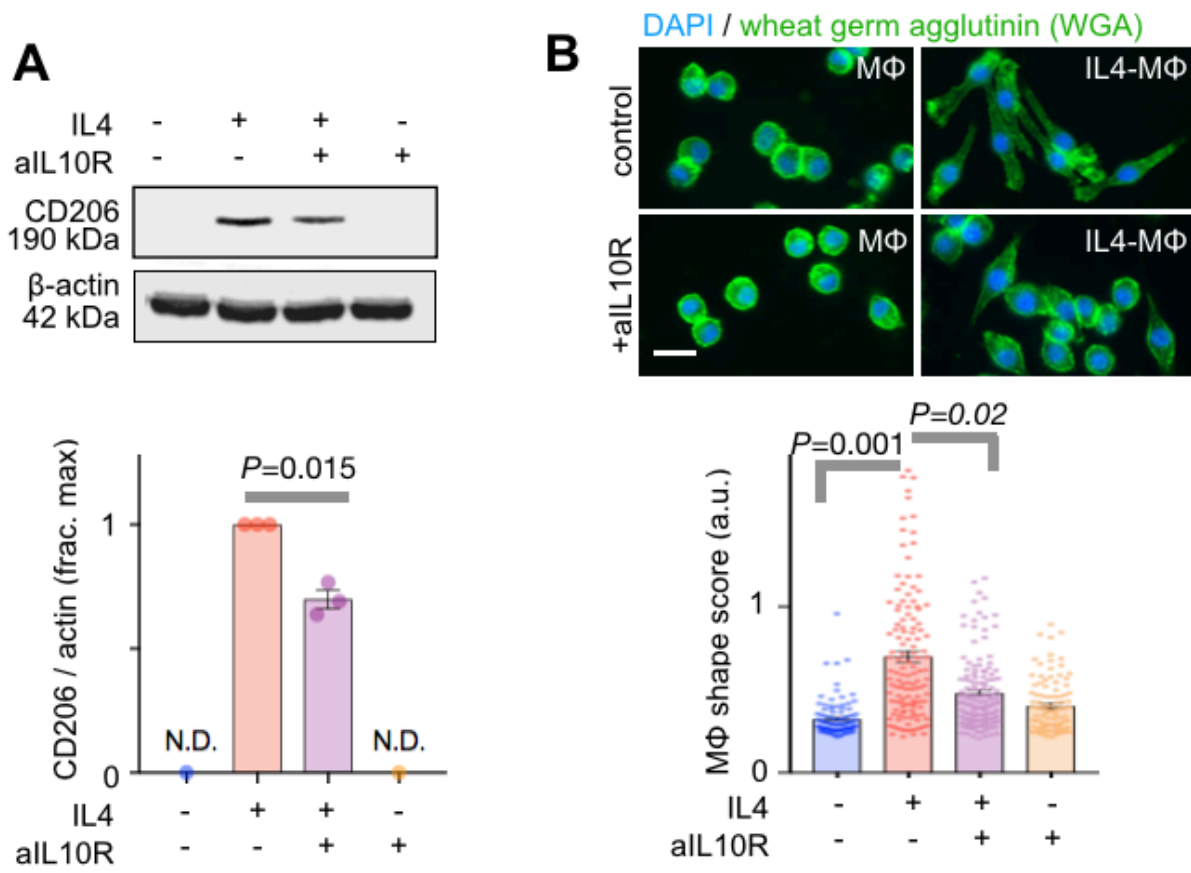 A
IL4 - + + -
aIL10R - - + +
CD206
190 kDa
β-actin
42 kDa
CD206 / actin (frac. max)
P=0.015
1
0
N.D.
N.D.
IL4 - + + -
aIL10R - - + +
B
DAPI / wheat germ agglutinin (WGA)
control
MΦ
IL4-MΦ
+aIL10R
MΦ
IL4-MΦ
MΦ shape score (a.u.)
P=0.001
P=0.02
1
0
IL4 - + + -
aIL10R - - + +